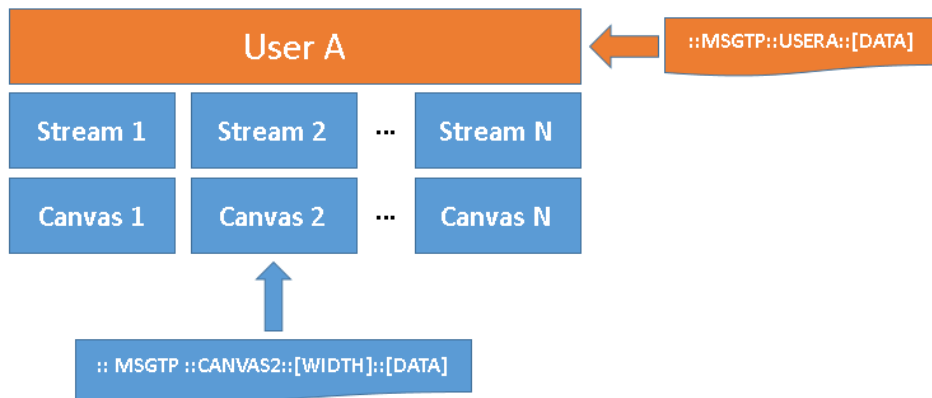 User A
::MSGTP::USERA::[DATA]
Stream 1 Stream 2 ... Stream N
Canvas 1 Canvas 2 ... Canvas N
:: MSGTP ::CANVAS2::[WIDTH]::[DATA]